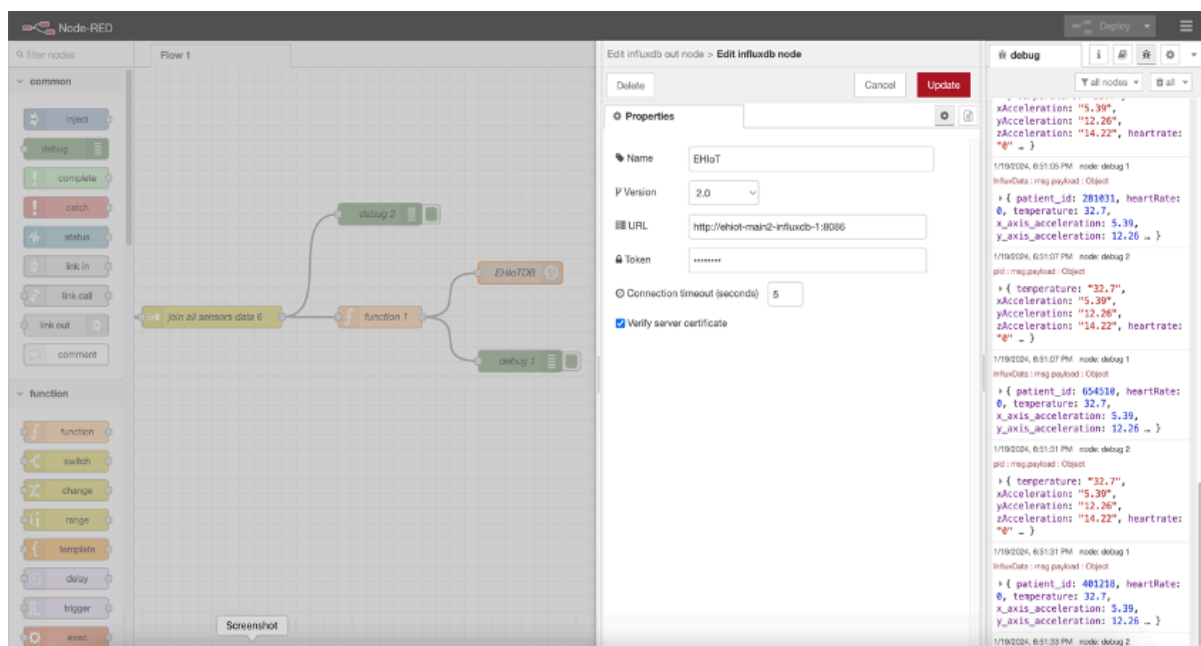 Node-RED
Deploy
filter nodes
common
inject
debug
complete
catch
status
link in
link call
link out
comment
function
function
switch
change
range
template
delay
trigger
exec
Flow 1
join all sensors data 6
debug 2
function 1
EHIoTDB
debug 1
Screenshot
Edit influxdb out node > Edit influxdb node
Delete
Cancel
Update
Properties
Name
EHIoT
Version
2.0
URL
http://ehiot-main2-influxdb-1:8086
Token
••••••••
Connection timeout (seconds)
5
Verify server certificate
debug
all nodes
all
xAcceleration: "5.39",
yAcceleration: "12.26",
zAcceleration: "14.22", heartrate:
"0" … }
1/19/2024, 6:51:05 PM node: debug 1
InfluxData : msg.payload : Object
{ patient_id: 281031, heartRate:
0, temperature: 32.7,
x_axis_acceleration: 5.39,
y_axis_acceleration: 12.26 … }
1/19/2024, 6:51:07 PM node: debug 2
pid : msg.payload : Object
{ temperature: "32.7",
xAcceleration: "5.39",
yAcceleration: "12.26",
zAcceleration: "14.22", heartrate:
"0" … }
1/19/2024, 6:51:07 PM node: debug 1
InfluxData : msg.payload : Object
{ patient_id: 654510, heartRate:
0, temperature: 32.7,
x_axis_acceleration: 5.39,
y_axis_acceleration: 12.26 … }
1/19/2024, 6:51:31 PM node: debug 2
pid : msg.payload : Object
{ temperature: "32.7",
xAcceleration: "5.39",
yAcceleration: "12.26",
zAcceleration: "14.22", heartrate:
"0" … }
1/19/2024, 6:51:31 PM node: debug 1
InfluxData : msg.payload : Object
{ patient_id: 401218, heartRate:
0, temperature: 32.7,
x_axis_acceleration: 5.39,
y_axis_acceleration: 12.26 … }
1/19/2024, 6:51:33 PM node: debug 2